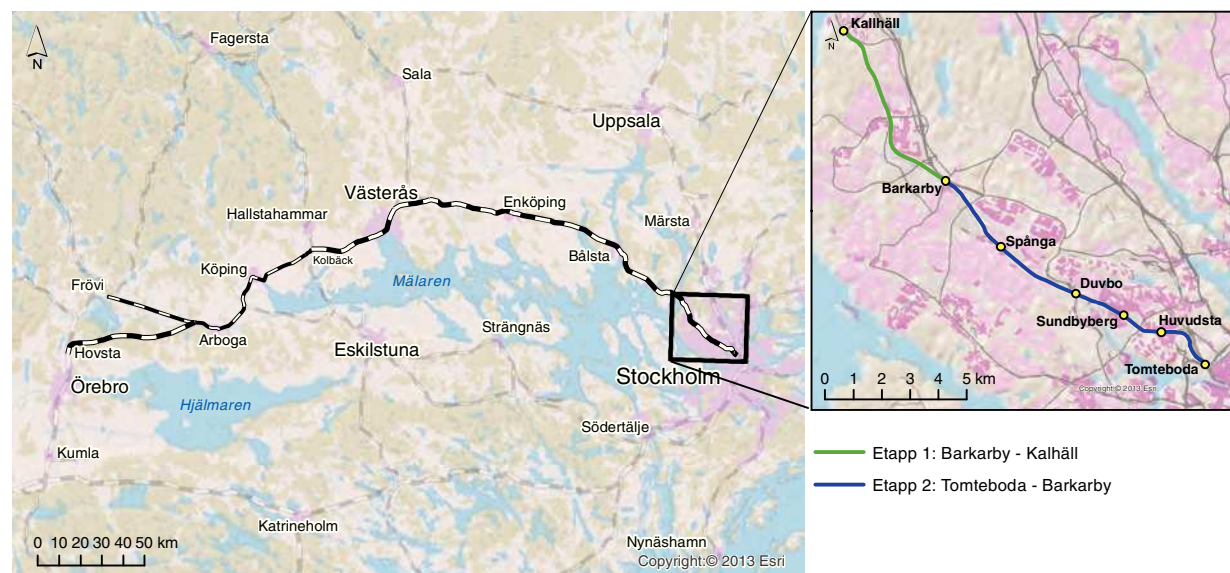 N
Fagersta
Sala
Uppsala
Västerås
Enköping
Hallstahammar
Märsta
Kolbäck
Bålsta
Köping
Mälaren
Frövi
Strängnäs
Arboga
Hovsta
Eskilstuna
Örebro
Stockholm
Hjälmaren
Södertälje
Kumla
Katrineholm
Nynäshamn
0 10 20 30 40 50 km
Copyright:© 2013 Esri
Kallhäll
N
Barkarby
Spånga
Duvbo
Sundbyberg
Huvudsta
Tomteboda
0 1 2 3 4 5 km
Copyright:© 2013 Esri
Etapp 1: Barkarby - Kalhäll
Etapp 2: Tomteboda - Barkarby